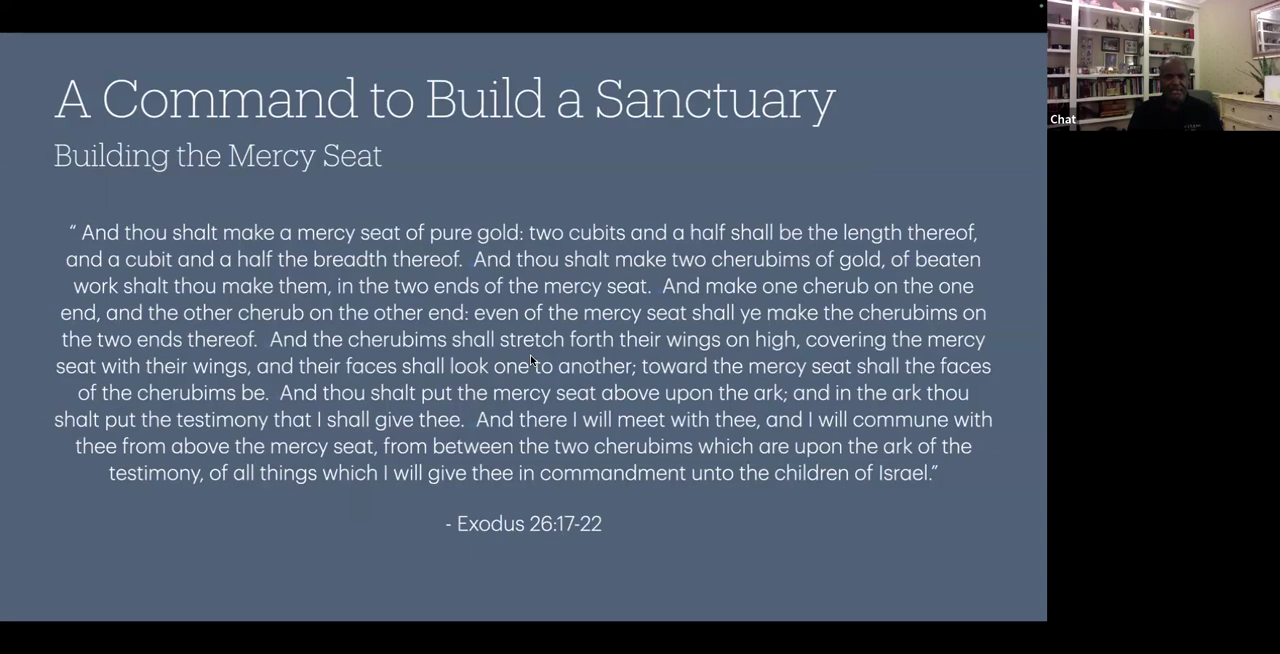 A Command to Build a Sanctuary
Building the Mercy Seat
“ And thou shalt make a mercy seat of pure gold: two cubits and a half shall be the length thereof,
and a cubit and a half the breadth thereof.  And thou shalt make two cherubims of gold, of beaten
work shalt thou make them, in the two ends of the mercy seat.  And make one cherub on the one
end, and the other cherub on the other end: even of the mercy seat shall ye make the cherubims on
the two ends thereof.  And the cherubims shall stretch forth their wings on high, covering the mercy
seat with their wings, and their faces shall look one to another; toward the mercy seat shall the faces
of the cherubims be.  And thou shalt put the mercy seat above upon the ark; and in the ark thou
shalt put the testimony that I shall give thee.  And there I will meet with thee, and I will commune with
thee from above the mercy seat, from between the two cherubims which are upon the ark of the
testimony, of all things which I will give thee in commandment unto the children of Israel.”
- Exodus 26:17-22
Chat